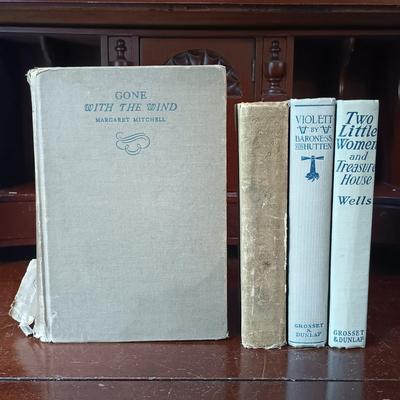 GONE
WITH THE WIND
MARGARET MITCHELL
VIOLETT
BY
BARONESS
VON HUTTEN
GROSSET
&
DUNLAP
Two
Little
Women
and
Treasure
House
Wells
GROSSET
& DUNLAP